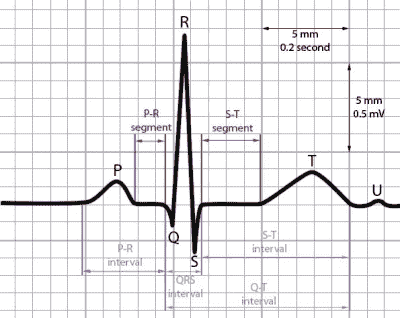 R
5 mm
0.2 second
5 mm
0.5 mV
P-R
segment
S-T
segment
P
T
U
Q
S
P-R
interval
QRS
interval
S-T
interval
Q-T
interval